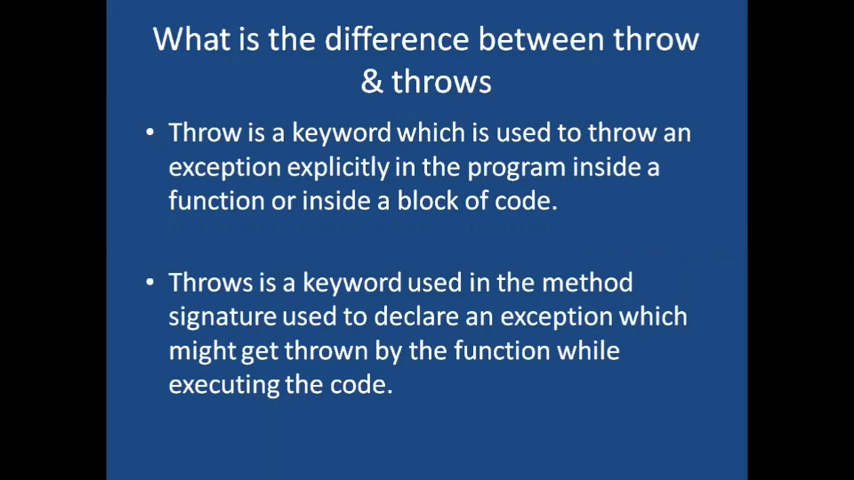 What is the difference between throw
& throws
• Throw is a keyword which is used to throw an
exception explicitly in the program inside a
function or inside a block of code.
• Throws is a keyword used in the method
signature used to declare an exception which
might get thrown by the function while
executing the code.